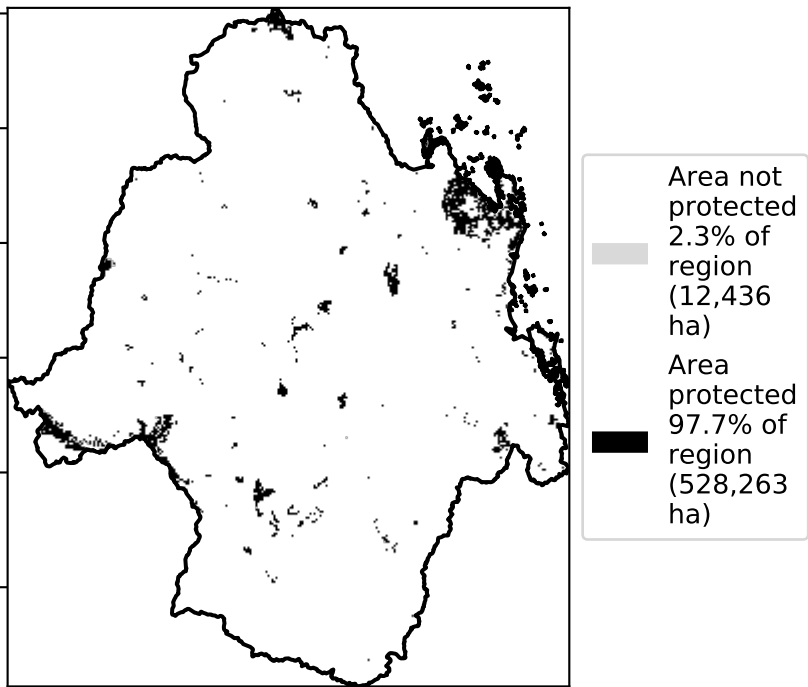 Area not
protected
2.3% of
region
(12,436
ha)
Area
protected
97.7% of
region
(528,263
ha)